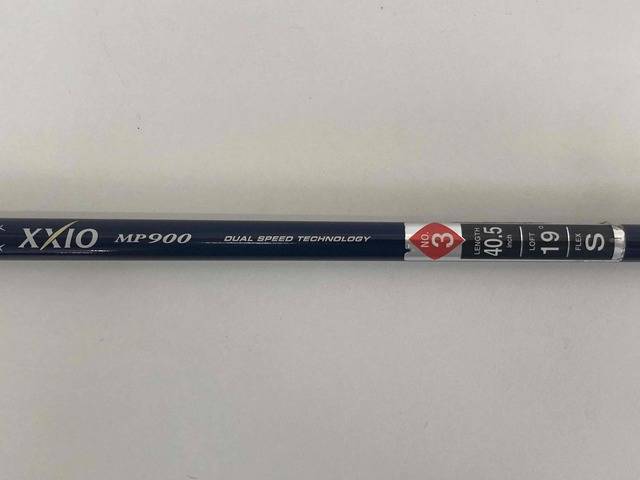 XXIO MP900 DUAL SPEED TECHNOLOGY
NO. 3
LENGTH 40.5 inch
LOFT 19°
FLEX S